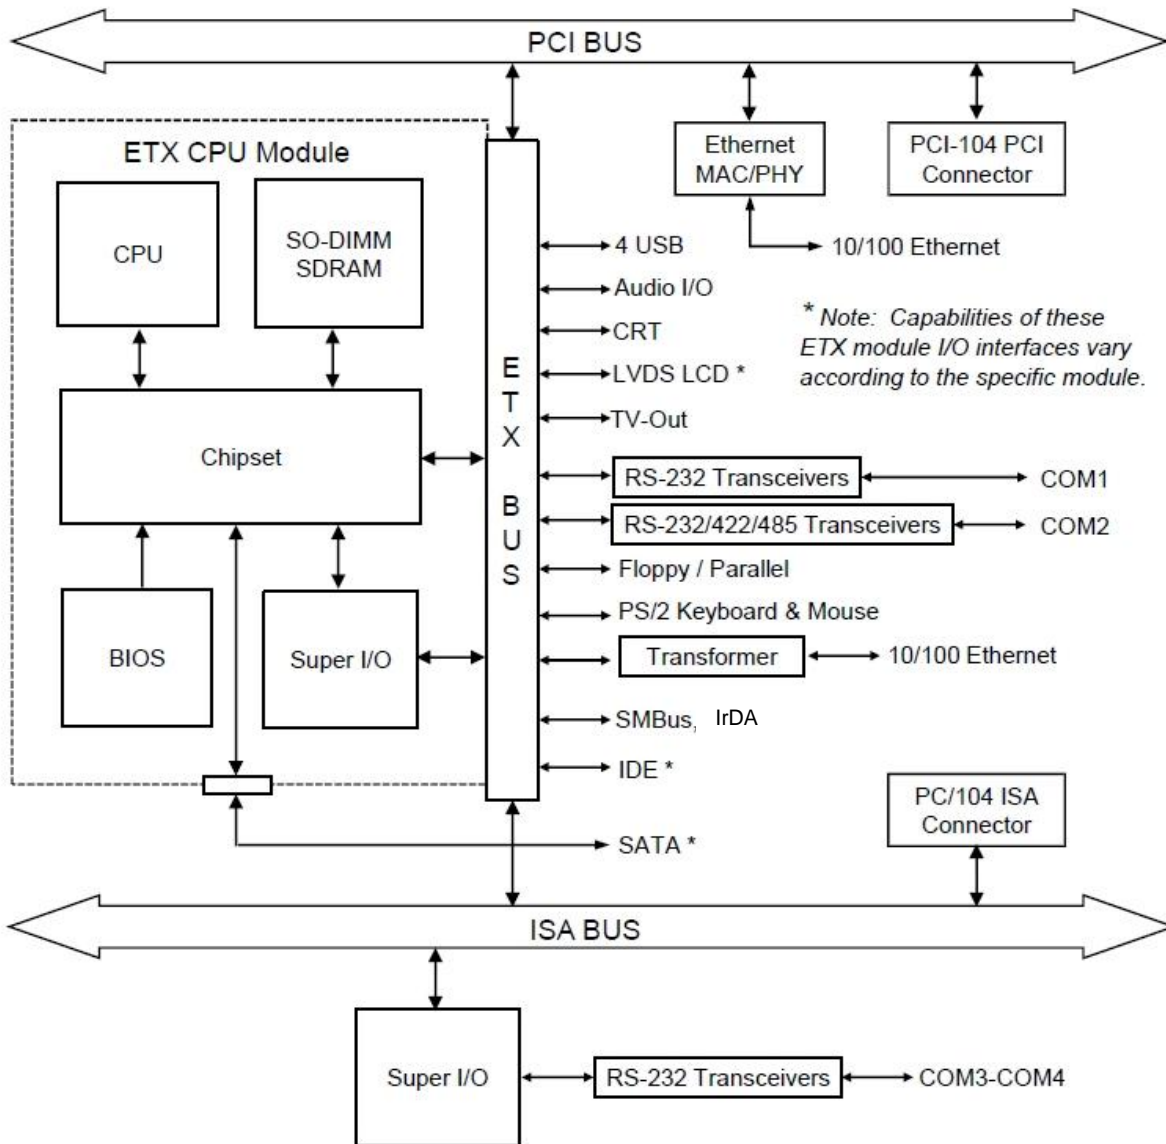 PCI BUS
ETX CPU Module
CPU
SO-DIMM
SDRAM
Chipset
BIOS
Super I/O
E
T
X
B
U
S
Ethernet
MAC/PHY
PCI-104 PCI
Connector
10/100 Ethernet
4 USB
Audio I/O
CRT
LVDS LCD *
TV-Out
* Note: Capabilities of these
ETX module I/O interfaces vary
according to the specific module.
RS-232 Transceivers
COM1
RS-232/422/485 Transceivers
COM2
Floppy / Parallel
PS/2 Keyboard & Mouse
Transformer
10/100 Ethernet
SMBus, IrDA
IDE *
SATA *
PC/104 ISA
Connector
ISA BUS
Super I/O
RS-232 Transceivers
COM3-COM4